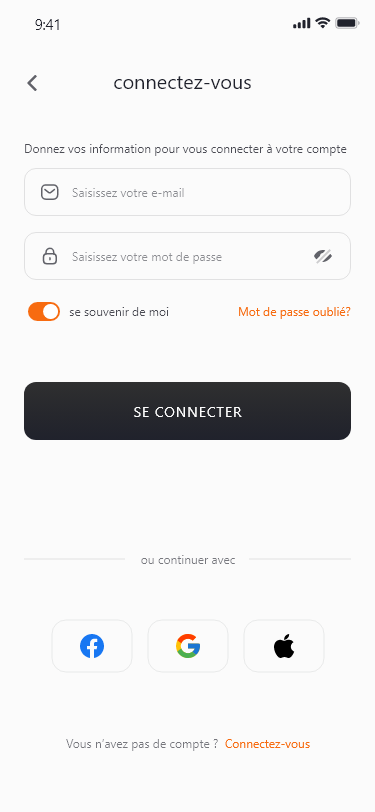 9:41
connectez-vous
Donnez vos information pour vous connecter à votre compte
Saisissez votre e-mail
Saisissez votre mot de passe
se souvenir de moi Mot de passe oublié?
SE CONNECTER
ou continuer avec
Vous n’avez pas de compte ? Connectez-vous